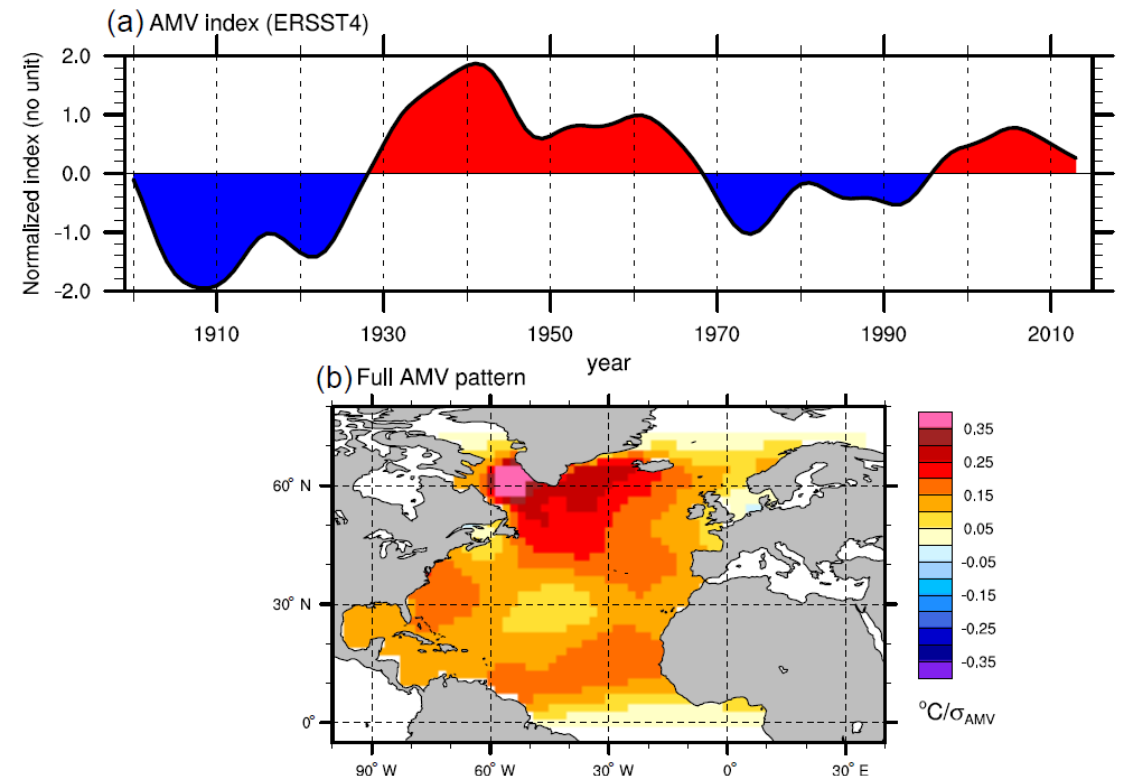 (a) AMV index (ERSST4)
Normalized index (no unit)
2.0
1.0
0.0
-1.0
-2.0
1910 1930 1950 1970 1990 2010
year
(b) Full AMV pattern
60° N
30° N
0°
90° W 60° W 30° W 0° 30° E
0.35
0.25
0.15
0.05
-0.05
-0.15
-0.25
-0.35
°C/σAMV